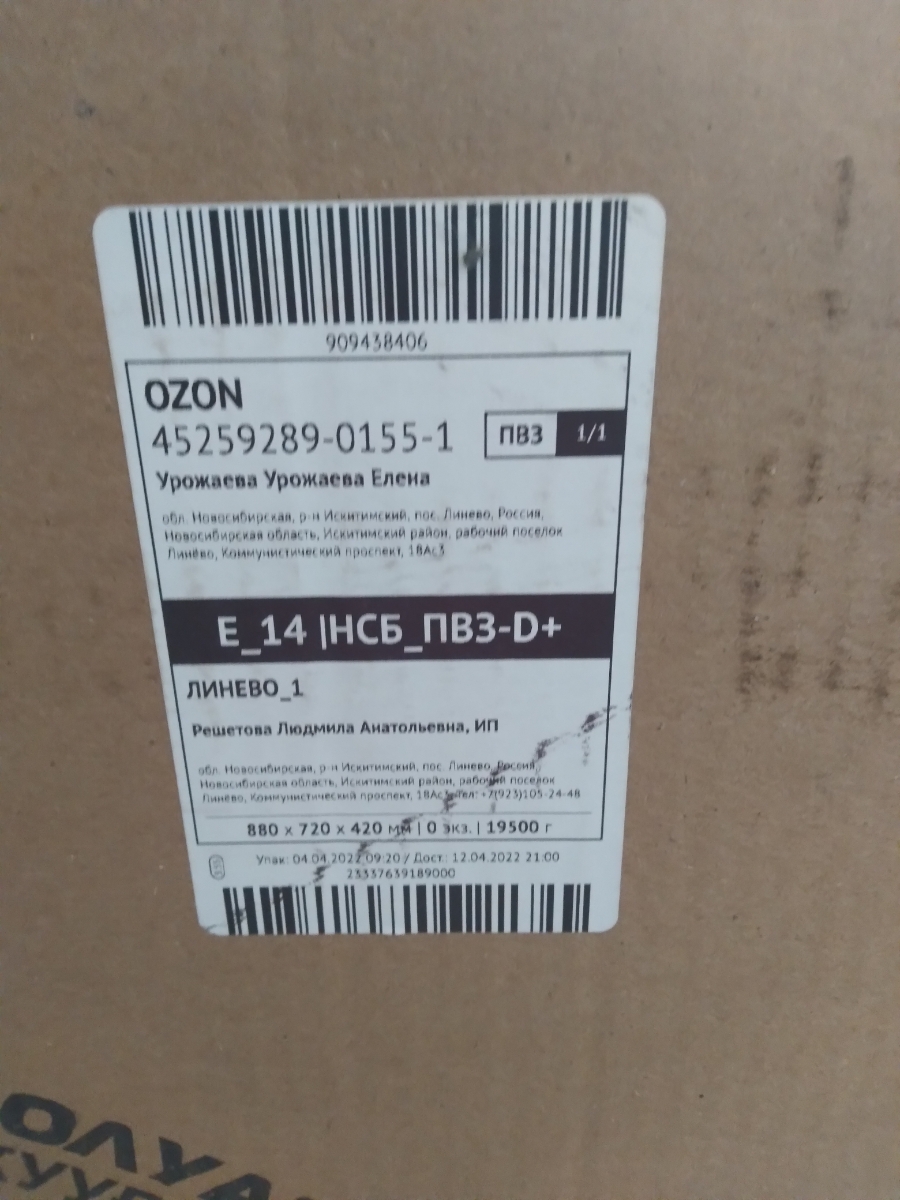 909438406
OZON
45259289-0155-1
ПВЗ 1/1
Урожаева Урожаева Елена
обл. Новосибирская, р-н Искитимский, пос. Линево, Россия,
Новосибирская область, Искитимский район, рабочий поселок
Линёво, Коммунистический проспект, 18Ас3
E_14 |НСБ_ПВЗ-D+
ЛИНЕВО_1
Решетова Людмила Анатольевна, ИП
обл. Новосибирская, р-н Искитимский, пос. Линево, Россия,
Новосибирская область, Искитимский район, рабочий поселок
Линёво, Коммунистический проспект, 18Ас3, тел: +7(923)105-24-48
880 x 720 x 420 мм | 0 экз. | 19500 г
Упак: 04.04.2022 09:20 / Дост.: 12.04.2022 21:00
23337639189000